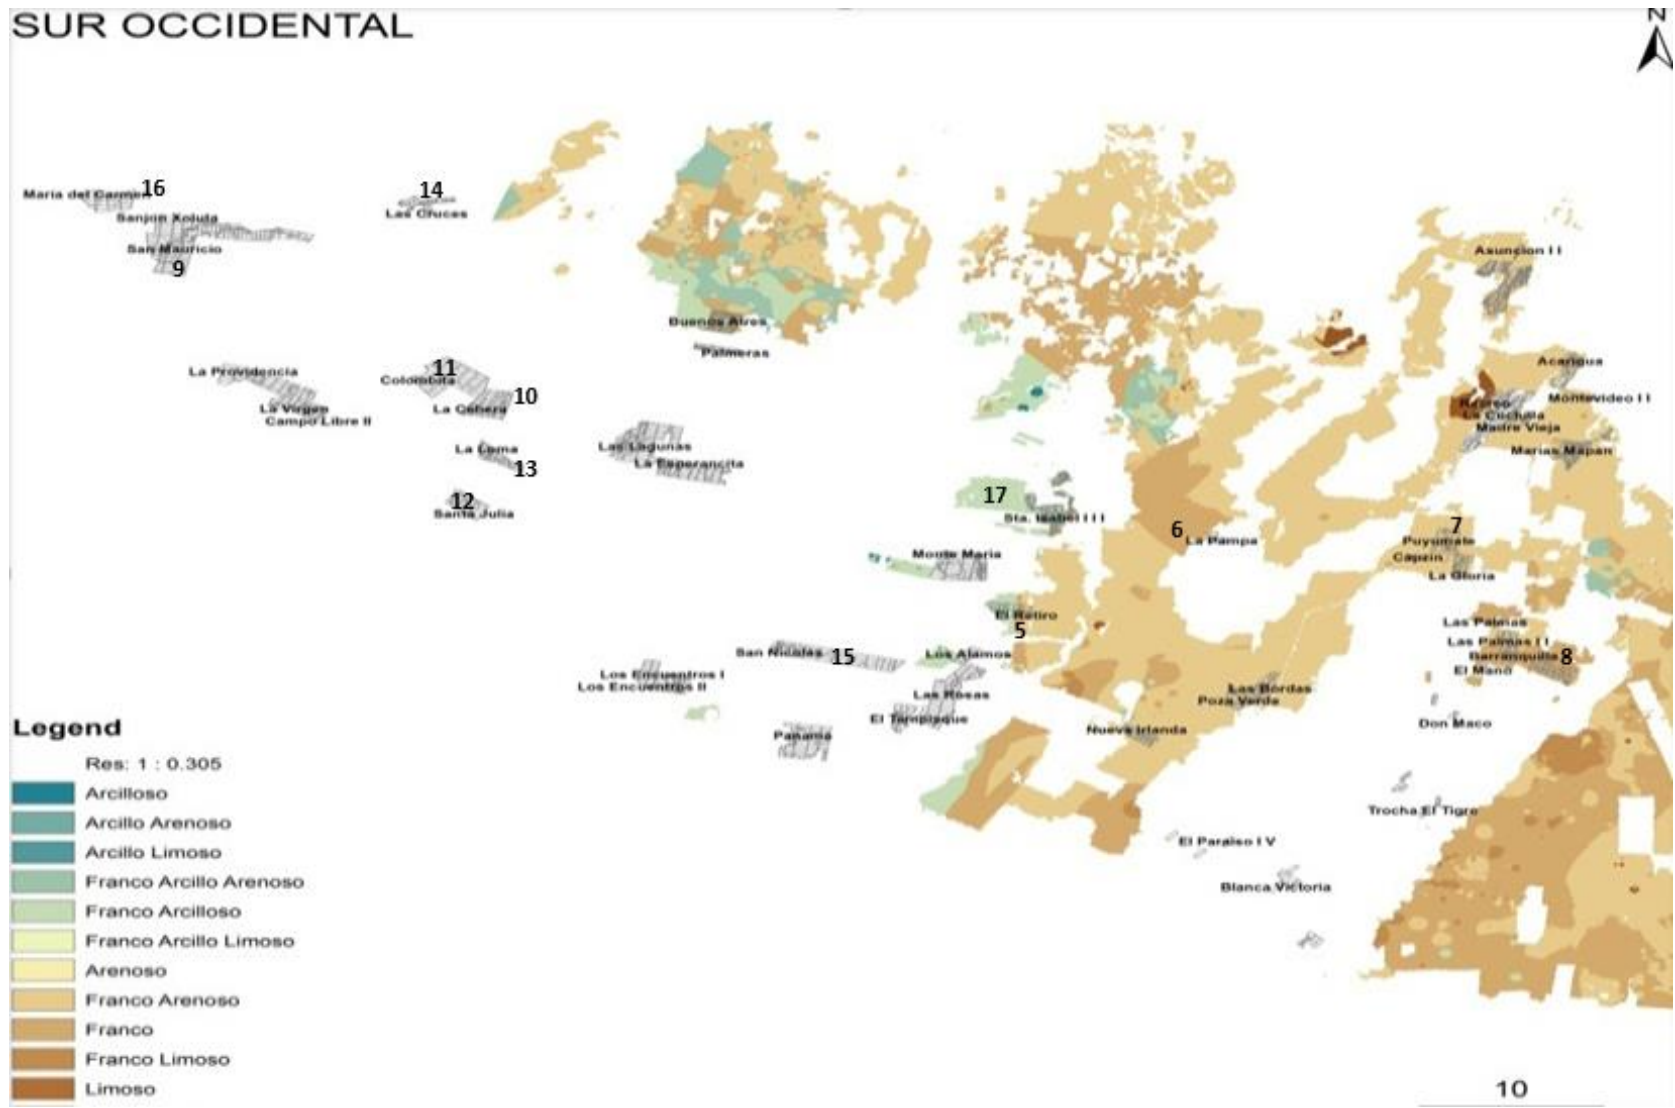 SUR OCCIDENTAL
N
16
Maria del Carmen
14
Las Cruces
Sanjon Xoluta
San Mauricio
9
Asuncion I I
Buenos Aires
Palmeras
La Providencia
11
Colombita
10
La Cohera
La Virgen
Campo Libre II
Acarigua
Montevideo I I
Recreo
La Cuchilla
Madre Vieja
Marias Mapan
La Loma
13
Las Lagunas
La Esperancita
12
Santa Julia
17
Sta. Isabel I I I
6
La Pampa
7
Puyumate
Capzin
La Gloria
Monte Maria
El Retiro
5
Las Palmas
Las Palmas I I
Barranquilla
8
El Mano
San Nicolas
15
Los Alamos
Los Encuentros I
Los Encuentros II
Las Rosas
El Tempisque
Las Bordas
Poza Verde
Don Maco
Panama
Nueva Irlanda
Trocha El Tigre
El Paraiso I V
Blanca Victoria
Legend
Res: 1 : 0.305
Arcilloso
Arcillo Arenoso
Arcillo Limoso
Franco Arcillo Arenoso
Franco Arcilloso
Franco Arcillo Limoso
Arenoso
Franco Arenoso
Franco
Franco Limoso
Limoso
10